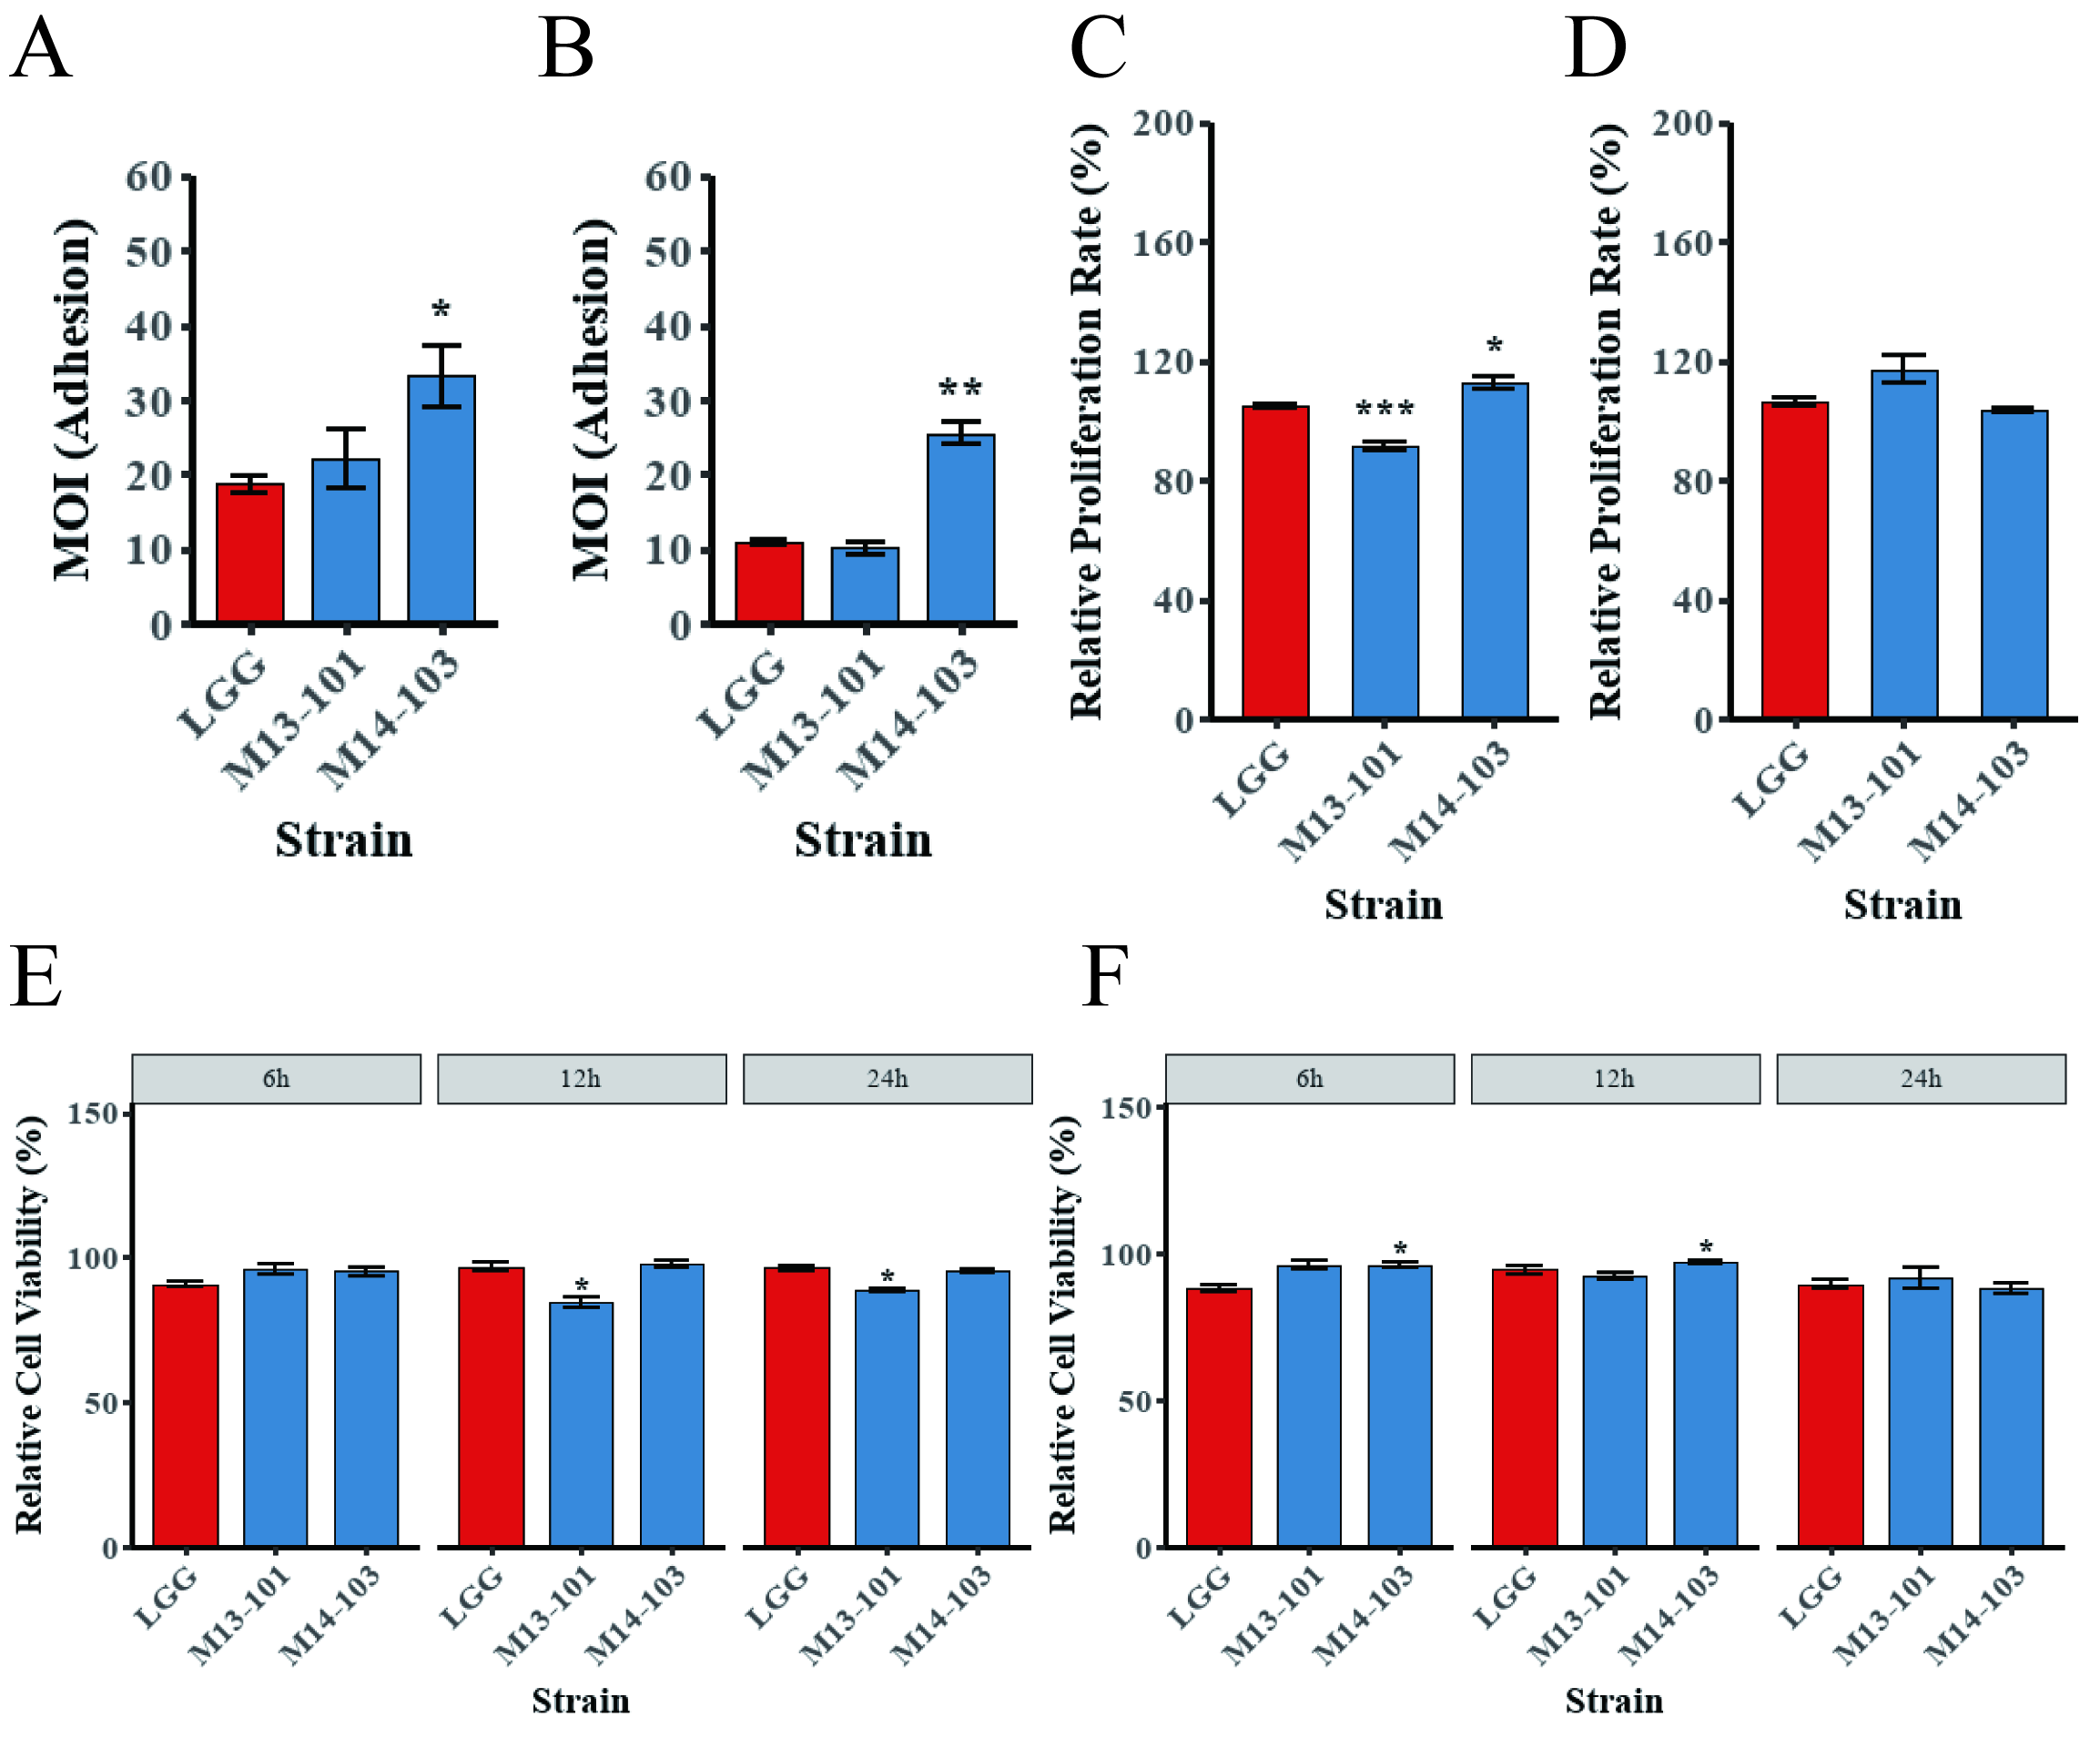 A
B
C
D
MOI (Adhesion)
60
50
40
30
20
10
0
*
LGG
M13-101
M14-103
Strain
MOI (Adhesion)
60
50
40
30
20
10
0
**
LGG
M13-101
M14-103
Strain
Relative Proliferation Rate (%)
200
160
120
80
40
0
***
*
LGG
M13-101
M14-103
Strain
Relative Proliferation Rate (%)
200
160
120
80
40
0
LGG
M13-101
M14-103
Strain
E
F
Relative Cell Viability (%)
6h
12h
24h
150
100
50
0
*
*
LGG
M13-101
M14-103
LGG
M13-101
M14-103
LGG
M13-101
M14-103
Strain
Relative Cell Viability (%)
6h
12h
24h
150
100
50
0
*
*
LGG
M13-101
M14-103
LGG
M13-101
M14-103
LGG
M13-101
M14-103
Strain